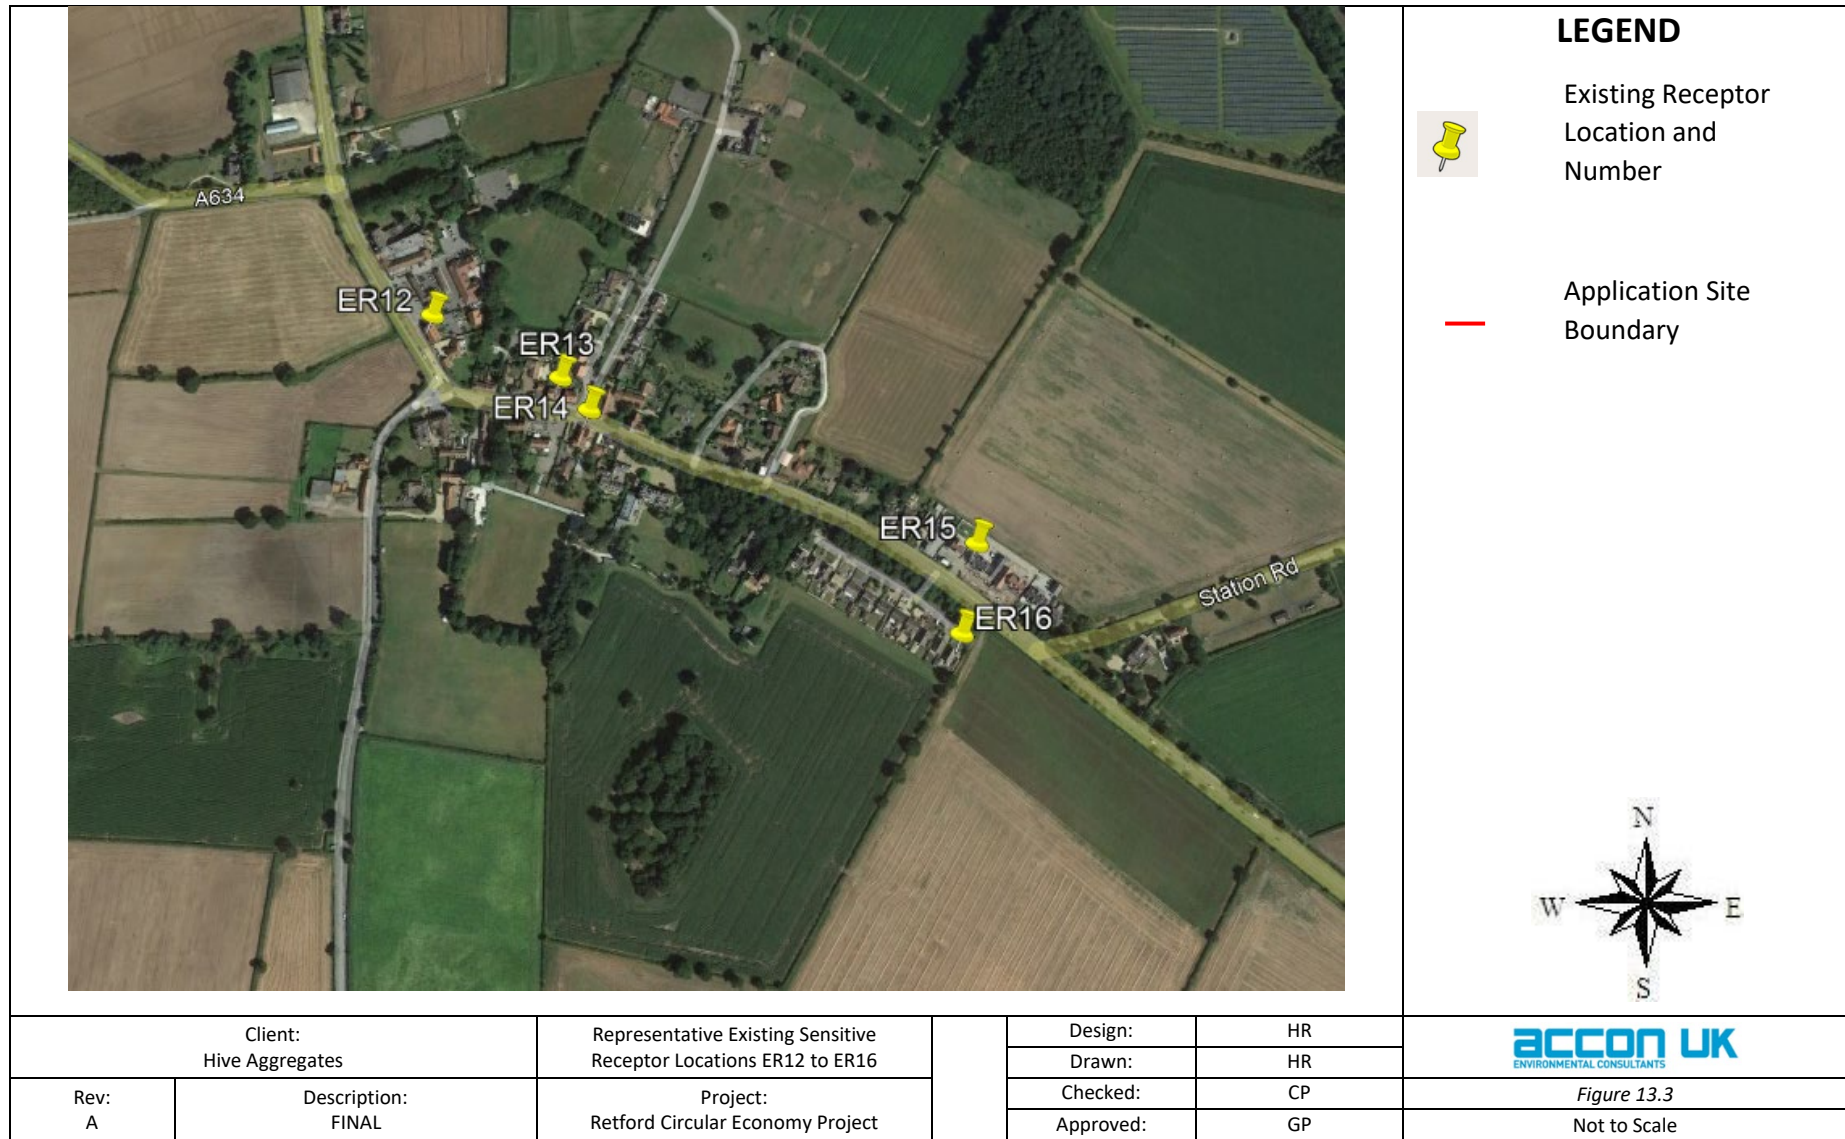 LEGEND
Existing Receptor
Location and
Number
Application Site
Boundary
A634
ER12
ER13
ER14
ER15
ER16
Station Rd
N
W
E
S
Client:
Hive Aggregates
Representative Existing Sensitive
Receptor Locations ER12 to ER16
Rev:
A
Description:
FINAL
Project:
Retford Circular Economy Project
Design:
HR
Drawn:
HR
Checked:
CP
Approved:
GP
accon UK
ENVIRONMENTAL CONSULTANTS
Figure 13.3
Not to Scale